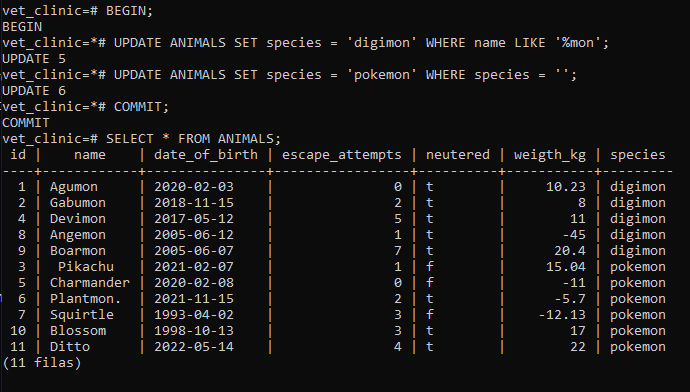 vet_clinic=# BEGIN;
BEGIN
vet_clinic=*# UPDATE ANIMALS SET species = 'digimon' WHERE name LIKE '%mon';
UPDATE 5
vet_clinic=*# UPDATE ANIMALS SET species = 'pokemon' WHERE species = '';
UPDATE 6
vet_clinic=*# COMMIT;
COMMIT
vet_clinic=# SELECT * FROM ANIMALS;
 id |    name    | date_of_birth | escape_attempts | neutered | weigth_kg | species
----+------------+---------------+-----------------+----------+-----------+---------
  1 | Agumon     | 2020-02-03    |               0 | t        |     10.23 | digimon
  2 | Gabumon    | 2018-11-15    |               2 | t        |         8 | digimon
  4 | Devimon    | 2017-05-12    |               5 | t        |        11 | digimon
  8 | Angemon    | 2005-06-12    |               1 | t        |       -45 | digimon
  9 | Boarmon    | 2005-06-07    |               7 | t        |      20.4 | digimon
  3 |  Pikachu   | 2021-02-07    |               1 | f        |     15.04 | pokemon
  5 | Charmander | 2020-02-08    |               0 | f        |       -11 | pokemon
  6 | Plantmon.  | 2021-11-15    |               2 | t        |      -5.7 | pokemon
  7 | Squirtle   | 1993-04-02    |               3 | f        |    -12.13 | pokemon
 10 | Blossom    | 1998-10-13    |               3 | t        |        17 | pokemon
 11 | Ditto      | 2022-05-14    |               4 | t        |        22 | pokemon
(11 filas)